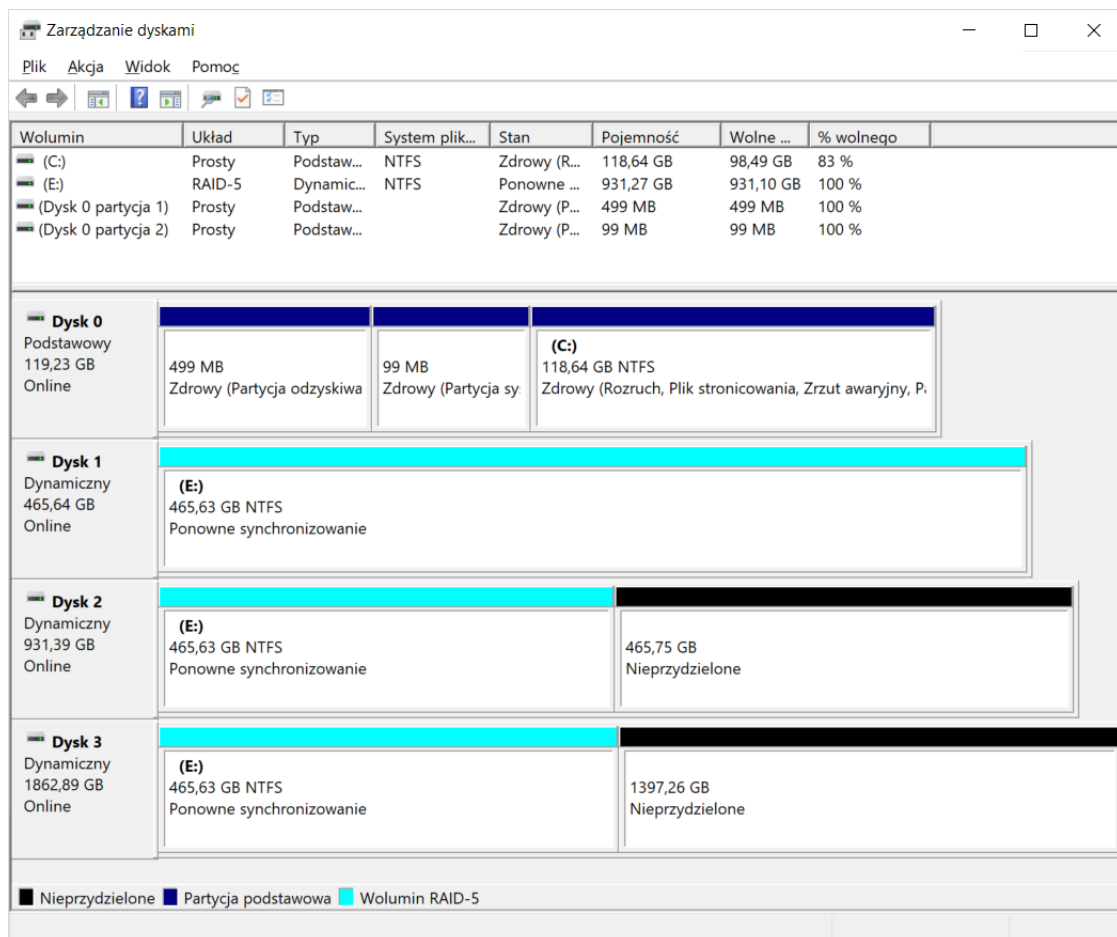 Zarządzanie dyskami
Plik Akcja Widok Pomoc
Wolumin Układ Typ System plik... Stan Pojemność Wolne ... % wolnego
(C:) Prosty Podstaw... NTFS Zdrowy (R... 118,64 GB 98,49 GB 83 %
(E:) RAID-5 Dynamic... NTFS Ponowne ... 931,27 GB 931,10 GB 100 %
(Dysk 0 partycja 1) Prosty Podstaw... Zdrowy (P... 499 MB 499 MB 100 %
(Dysk 0 partycja 2) Prosty Podstaw... Zdrowy (P... 99 MB 99 MB 100 %
Dysk 0
Podstawowy
119,23 GB
Online
499 MB
Zdrowy (Partycja odzyskiwa
99 MB
Zdrowy (Partycja sy
(C:)
118,64 GB NTFS
Zdrowy (Rozruch, Plik stronicowania, Zrzut awaryjny, Pa
Dysk 1
Dynamiczny
465,64 GB
Online
(E:)
465,63 GB NTFS
Ponowne synchronizowanie
Dysk 2
Dynamiczny
931,39 GB
Online
(E:)
465,63 GB NTFS
Ponowne synchronizowanie
465,75 GB
Nieprzydzielone
Dysk 3
Dynamiczny
1862,89 GB
Online
(E:)
465,63 GB NTFS
Ponowne synchronizowanie
1397,26 GB
Nieprzydzielone
Nieprzydzielone Partycja podstawowa Wolumin RAID-5